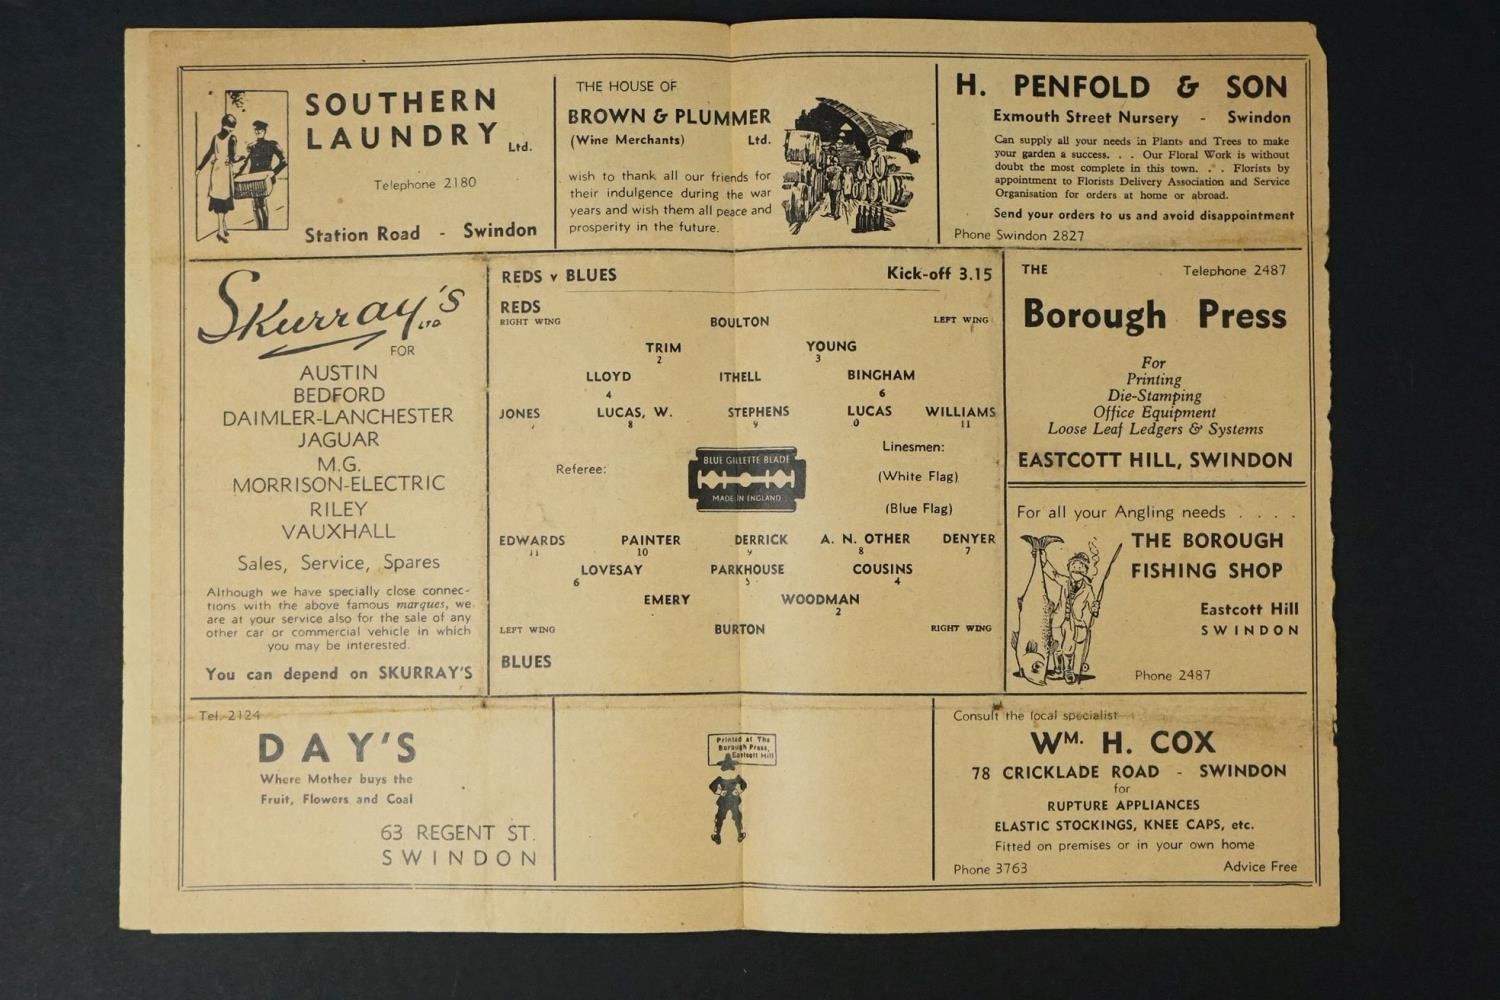 SOUTHERN
LAUNDRY Ltd.
Telephone 2180
Station Road - Swindon
THE HOUSE OF
BROWN & PLUMMER
(Wine Merchants) Ltd.
wish to thank all our friends for
their indulgence during the war
years and wish them all peace and
prosperity in the future.
H. PENFOLD & SON
Exmouth Street Nursery - Swindon
Can supply all your needs in Plants and Trees to make
your garden a success. . . Our Floral Work is without
doubt the most complete in this town. . . Florists by
appointment to Florists Delivery Association and Service
Organisation for orders at home or abroad.
Send your orders to us and avoid disappointment
Phone Swindon 2827
Skurray's LTD
FOR
AUSTIN
BEDFORD
DAIMLER-LANCHESTER
JAGUAR
M.G.
MORRISON-ELECTRIC
RILEY
VAUXHALL
Sales, Service, Spares
Although we have specially close connec-
tions with the above famous marques, we
are at your service also for the sale of any
other car or commercial vehicle in which
you may be interested.
You can depend on SKURRAY'S
REDS v BLUES Kick-off 3.15
REDS
RIGHT WING BOULTON LEFT WING
TRIM YOUNG
2 3
LLOYD ITHELL BINGHAM
4 6
JONES LUCAS, W. STEPHENS LUCAS WILLIAMS
8 9 0 11
Linesmen:
Referee:
BLUE GILLETTE BLADE
MADE IN ENGLAND
(White Flag)
(Blue Flag)
EDWARDS PAINTER DERRICK A. N. OTHER DENYER
11 10 9 8 7
LOVESAY PARKHOUSE COUSINS
6 5 4
EMERY WOODMAN
2
LEFT WING BURTON RIGHT WING
BLUES
THE Telephone 2487
Borough Press
For
Printing
Die-Stamping
Office Equipment
Loose Leaf Ledgers & Systems
EASTCOTT HILL, SWINDON
For all your Angling needs . . . .
THE BOROUGH
FISHING SHOP
Eastcott Hill
SWINDON
Phone 2487
Tel. 2124
DAY'S
Where Mother buys the
Fruit, Flowers and Coal
63 REGENT ST.
SWINDON
Printed at The
Borough Press,
Eastcott Hill
Consult the local specialist
WM. H. COX
78 CRICKLADE ROAD - SWINDON
for
RUPTURE APPLIANCES
ELASTIC STOCKINGS, KNEE CAPS, etc.
Fitted on premises or in your own home
Phone 3763 Advice Free